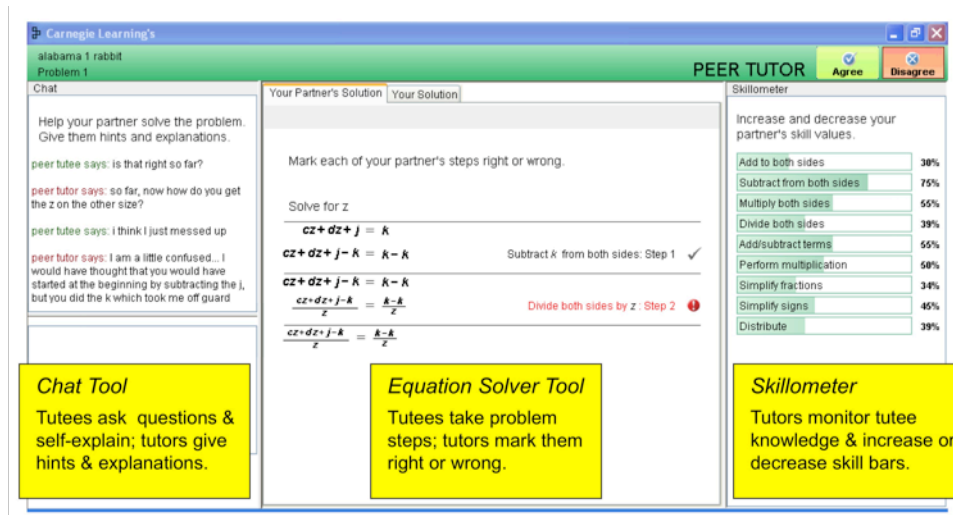 Carnegie Learning's
alabama 1 rabbit
Problem 1
PEER TUTOR
Agree
Disagree
Chat
Help your partner solve the problem.
Give them hints and explanations.
peer tutee says: is that right so far?
peer tutor says: so far, now how do you get
the z on the other size?
peer tutee says: i think I just messed up
peer tutor says: I am a little confused... I
would have thought that you would have
started at the beginning by subtracting the j,
but you did the k which took me off guard
Your Partner's Solution
Your Solution
Mark each of your partner's steps right or wrong.
Solve for z
cz + dz + j = k
cz + dz + j - k = k - k
Subtract k from both sides: Step 1
cz + dz + j - k = k - k
cz+dz+j-k / z = k-k / z
Divide both sides by z : Step 2
cz+dz+j-k / z = k-k / z
Skillometer
Increase and decrease your
partner's skill values.
Add to both sides 30%
Subtract from both sides 75%
Multiply both sides 55%
Divide both sides 39%
Add/subtract terms 55%
Perform multiplication 50%
Simplify fractions 34%
Simplify signs 45%
Distribute 39%
Chat Tool
Tutees ask questions &
self-explain; tutors give
hints & explanations.
Equation Solver Tool
Tutees take problem
steps; tutors mark them
right or wrong.
Skillometer
Tutors monitor tutee
knowledge & increase or
decrease skill bars.